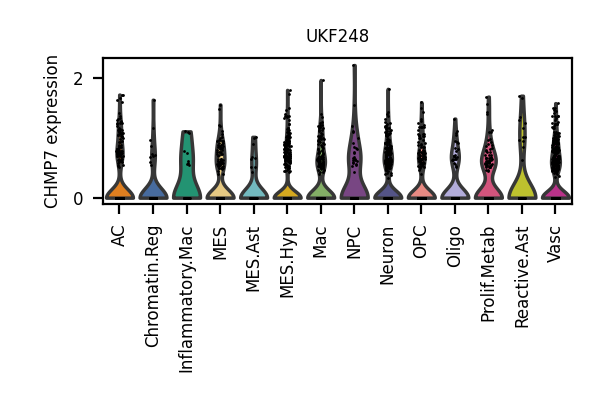 UKF248
CHMP7 expression
2
0
AC
Chromatin.Reg
Inflammatory.Mac
MES
MES.Ast
MES.Hyp
Mac
NPC
Neuron
OPC
Oligo
Prolif.Metab
Reactive.Ast
Vasc